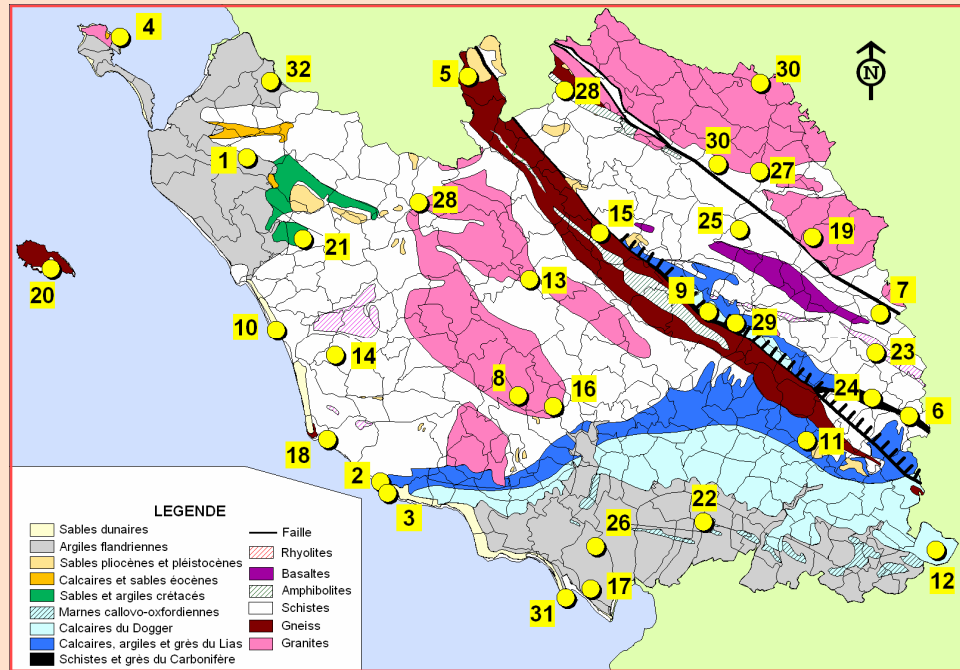 4
32
5
28
30
N
1
30
27
28
15
25
19
21
20
13
9
29
7
10
14
23
8
16
24
6
18
11
2
3
22
26
12
31
17
LEGENDE
Sables dunaires
Argiles flandriennes
Sables pliocènes et pléistocènes
Calcaires et sables éocènes
Sables et argiles crétacés
Marnes callovo-oxfordiennes
Calcaires du Dogger
Calcaires, argiles et grès du Lias
Schistes et grès du Carbonifère
Faille
Rhyolites
Basaltes
Amphibolites
Schistes
Gneiss
Granites